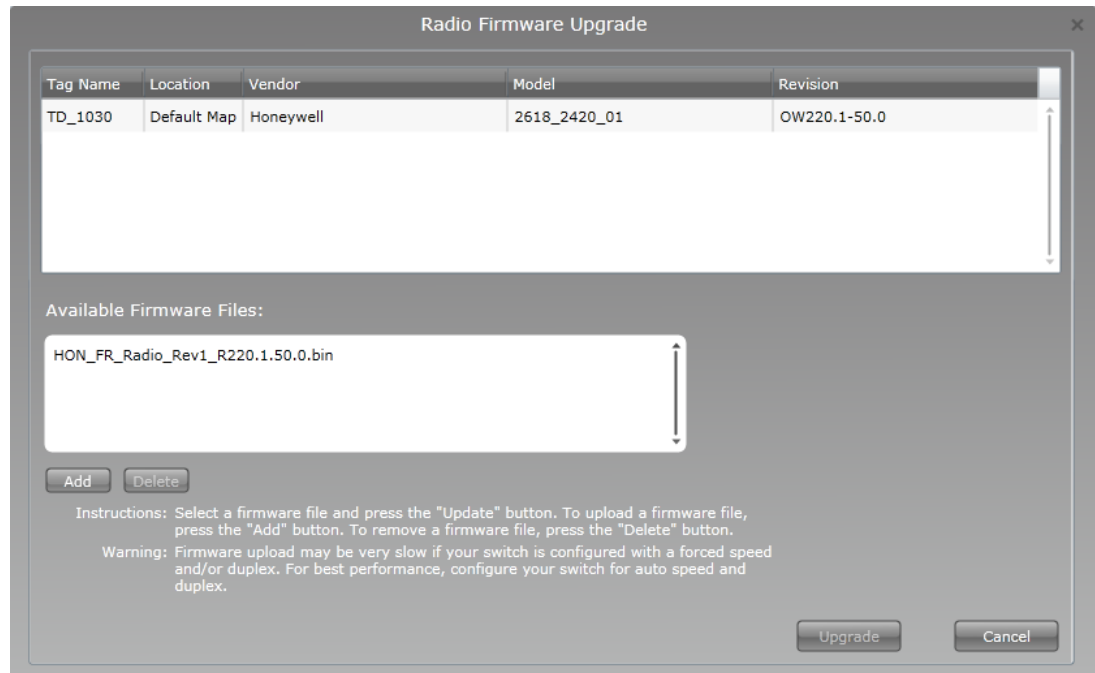 Radio Firmware Upgrade
Tag Name Location Vendor Model Revision
TD_1030 Default Map Honeywell 2618_2420_01 OW220.1-50.0
Available Firmware Files:
HON_FR_Radio_Rev1_R220.1.50.0.bin
Add Delete
Instructions: Select a firmware file and press the "Update" button. To upload a firmware file,
press the "Add" button. To remove a firmware file, press the "Delete" button.
Warning: Firmware upload may be very slow if your switch is configured with a forced speed
and/or duplex. For best performance, configure your switch for auto speed and
duplex.
Upgrade Cancel